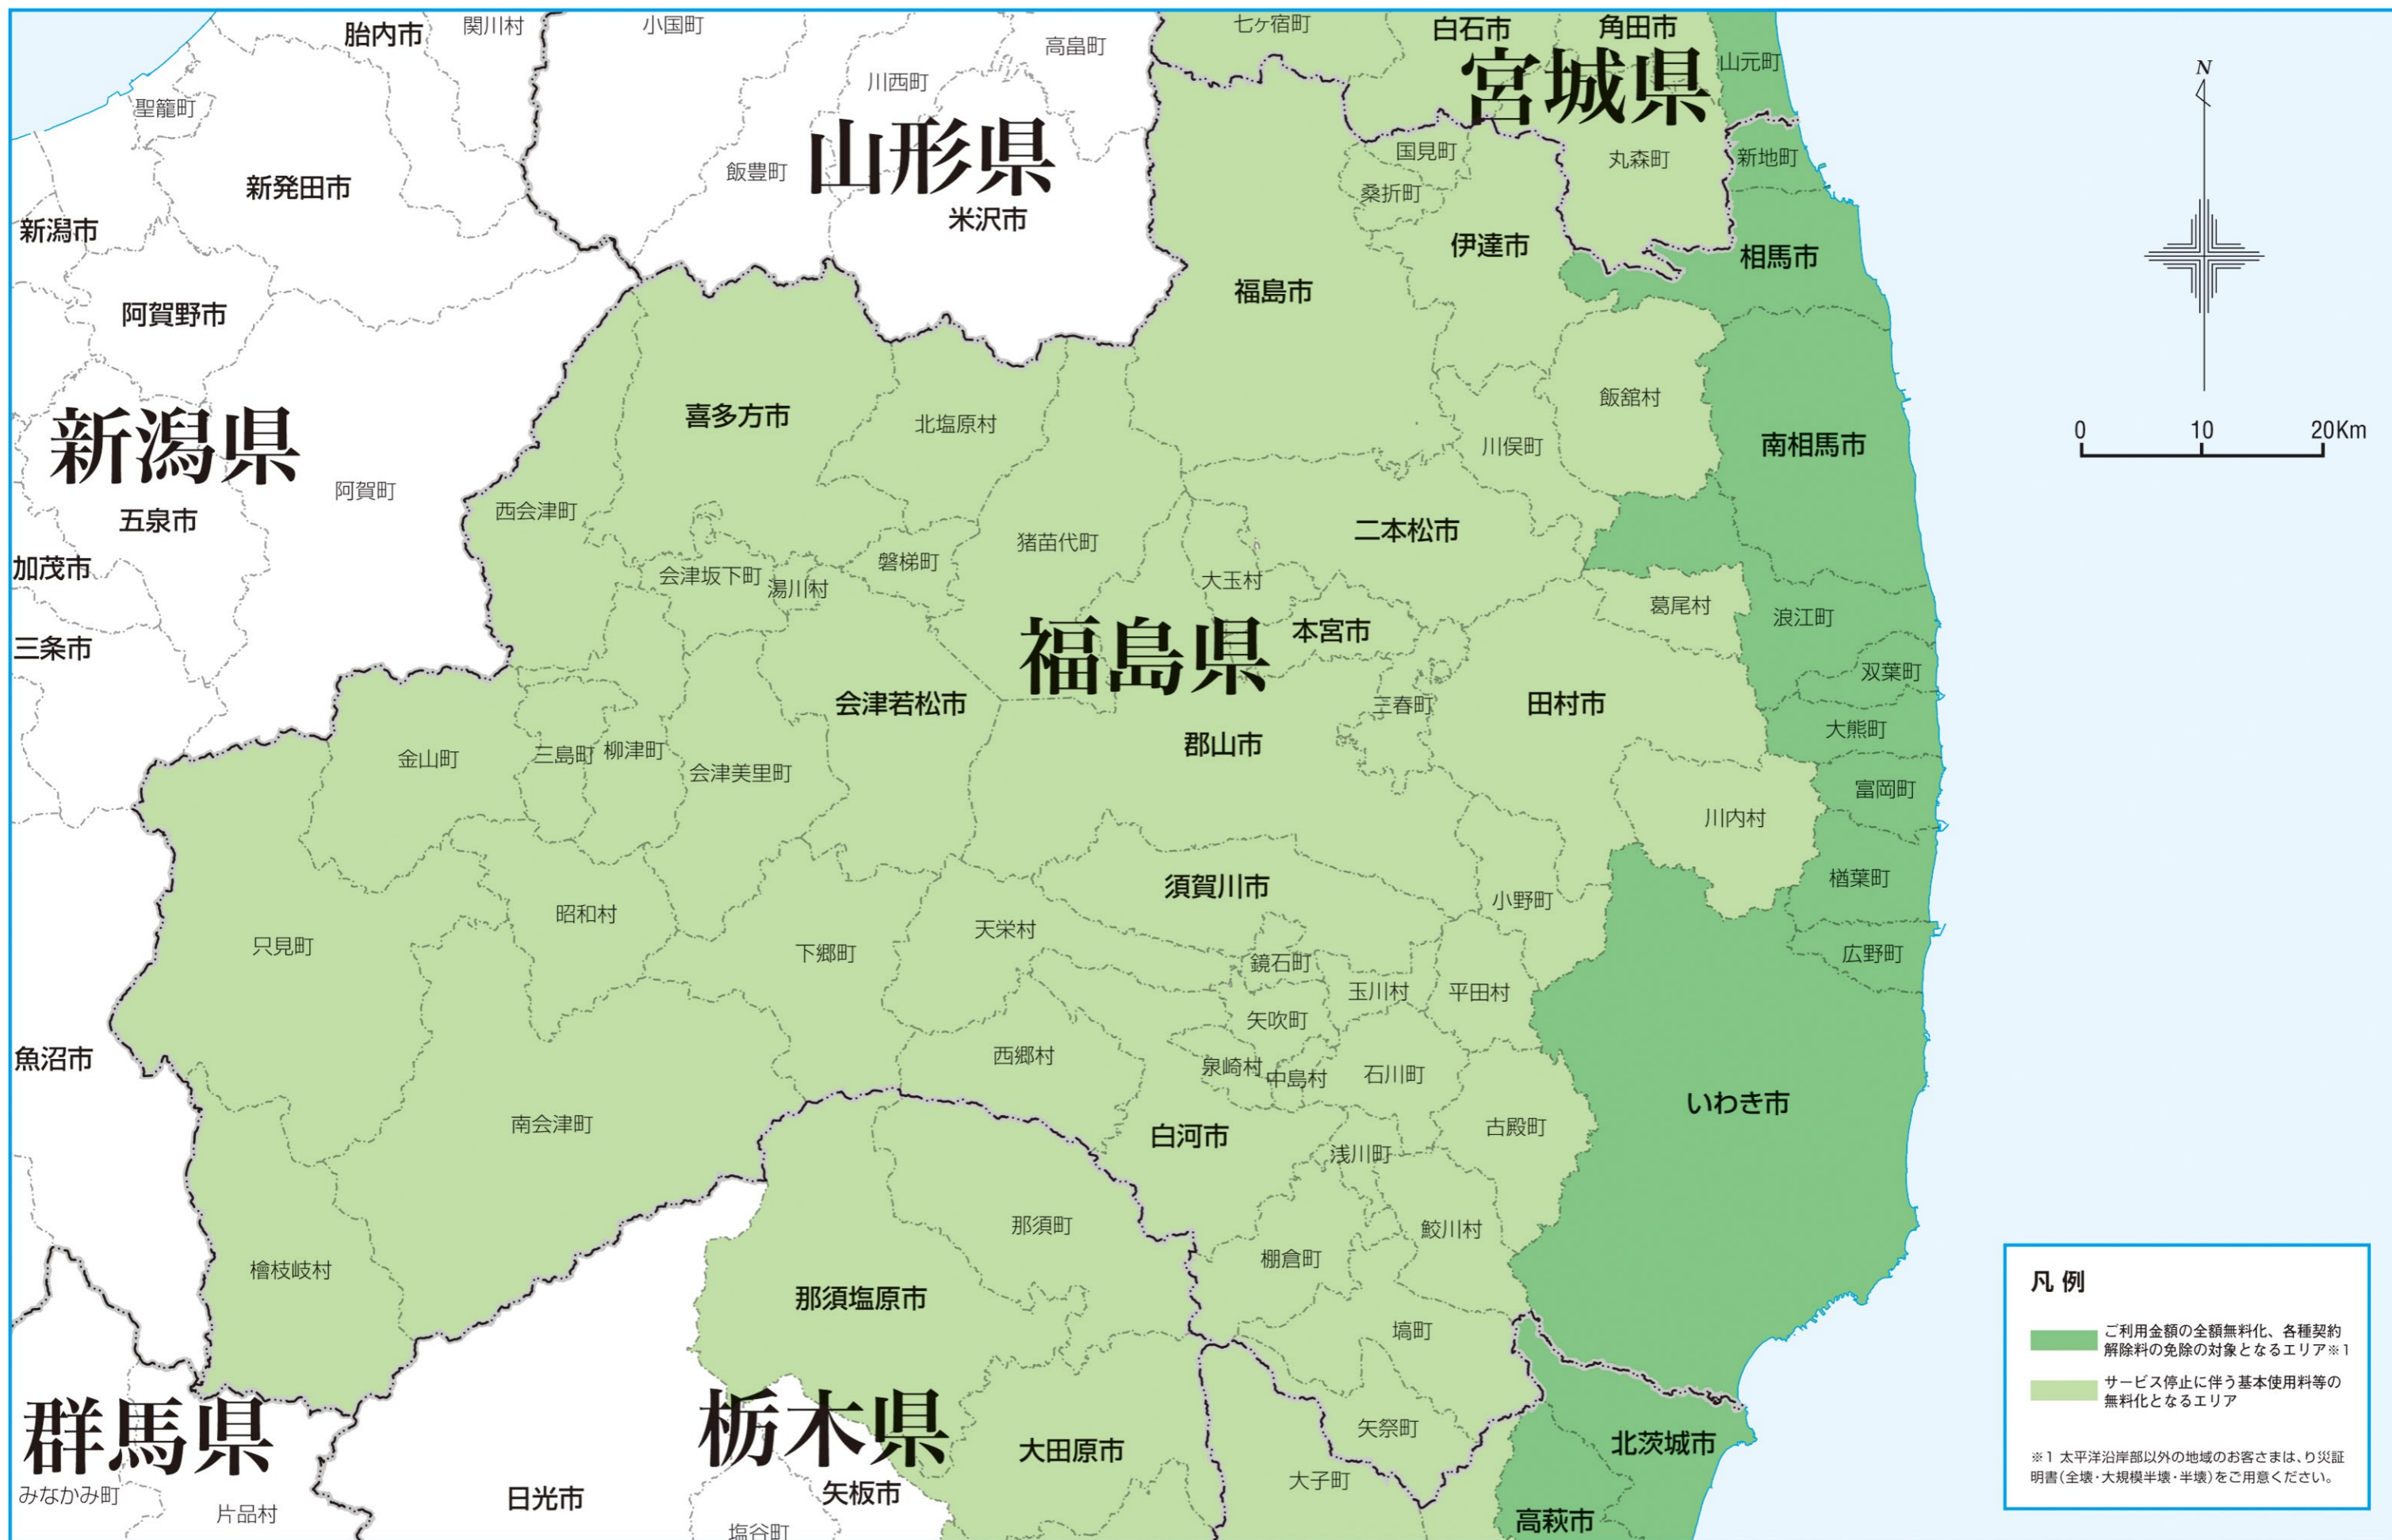 胎内市
関川村
小国町
七ヶ宿町
白石市
角田市
高畠町
川西町
山元町
宮城県
聖籠町
山形県
国見町
丸森町
新地町
飯豊町
新発田市
桑折町
米沢市
新潟市
伊達市
相馬市
福島市
阿賀野市
飯舘村
喜多方市
北塩原村
川俣町
南相馬市
新潟県
阿賀町
西会津町
五泉市
二本松市
猪苗代町
磐梯町
加茂市
会津坂下町
湯川村
大玉村
葛尾村
浪江町
本宮市
福島県
三条市
双葉町
会津若松市
三春町
田村市
大熊町
郡山市
金山町
三島町
柳津町
会津美里町
富岡町
川内村
須賀川市
楢葉町
小野町
昭和村
天栄村
只見町
下郷町
広野町
鏡石町
玉川村
平田村
矢吹町
魚沼市
西郷村
泉崎村
中島村
石川町
いわき市
南会津町
白河市
古殿町
浅川町
那須町
鮫川村
棚倉町
檜枝岐村
那須塩原市
塙町
群馬県
栃木県
矢祭町
大田原市
北茨城市
大子町
みなかみ町
片品村
日光市
矢板市
高萩市
塩谷町
N
0 10 20Km
凡 例
ご利用金額の全額無料化、各種契約
解除料の免除の対象となるエリア※1
サービス停止に伴う基本使用料等の
無料化となるエリア
※1 太平洋沿岸部以外の地域のお客さまは、り災証
明書(全壊・大規模半壊・半壊)をご用意ください。